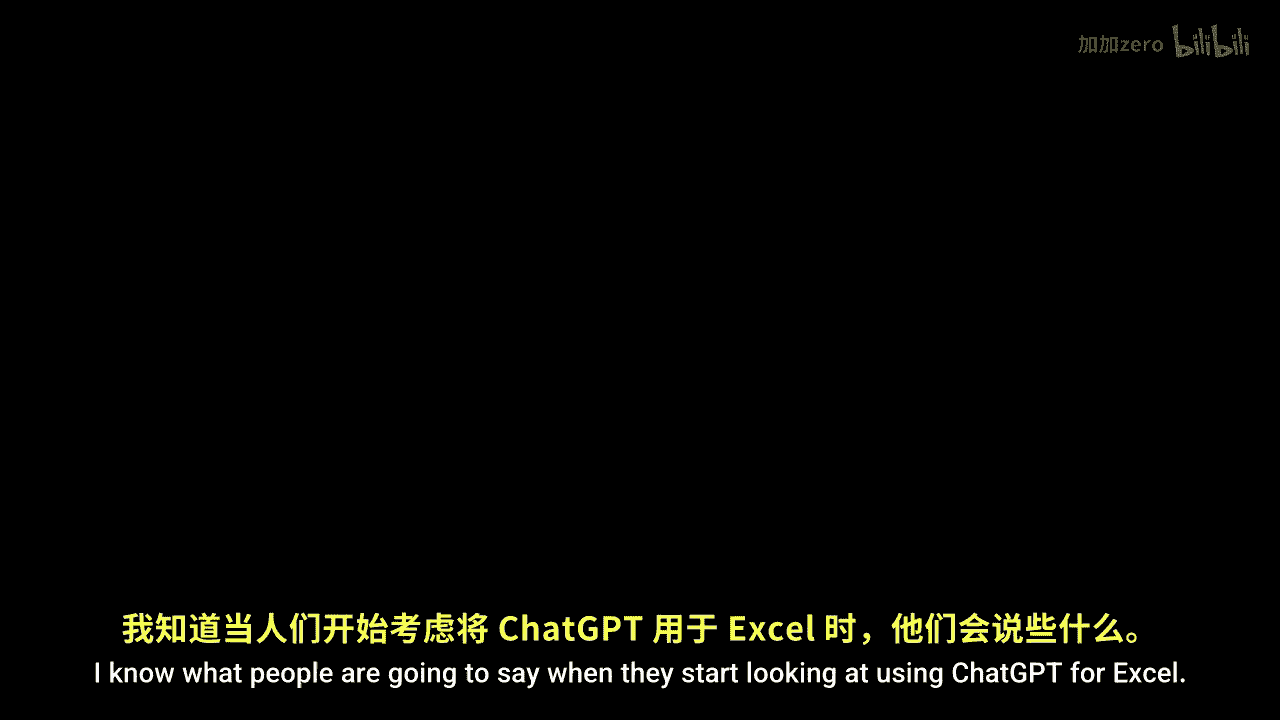 加加zero bilibili
我知道当人们开始考虑将 ChatGPT 用于 Excel 时，他们会说些什么。
I know what people are going to say when they start looking at using ChatGPT for Excel.